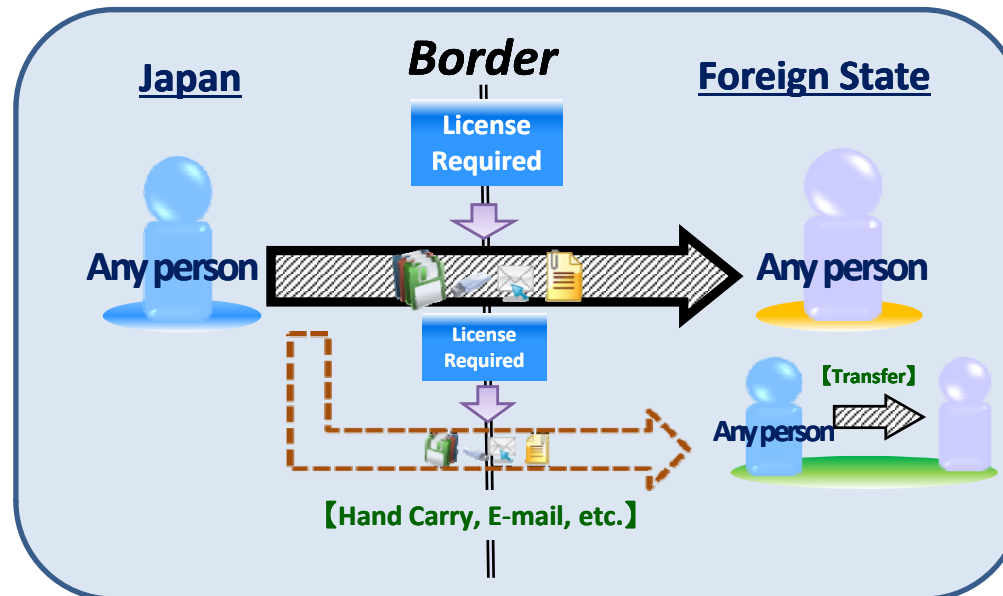 Border
Japan
Foreign State
License
Required
Any person
Any person
License
Required
【Transfer】
Any person
【Hand Carry, E-mail, etc.】